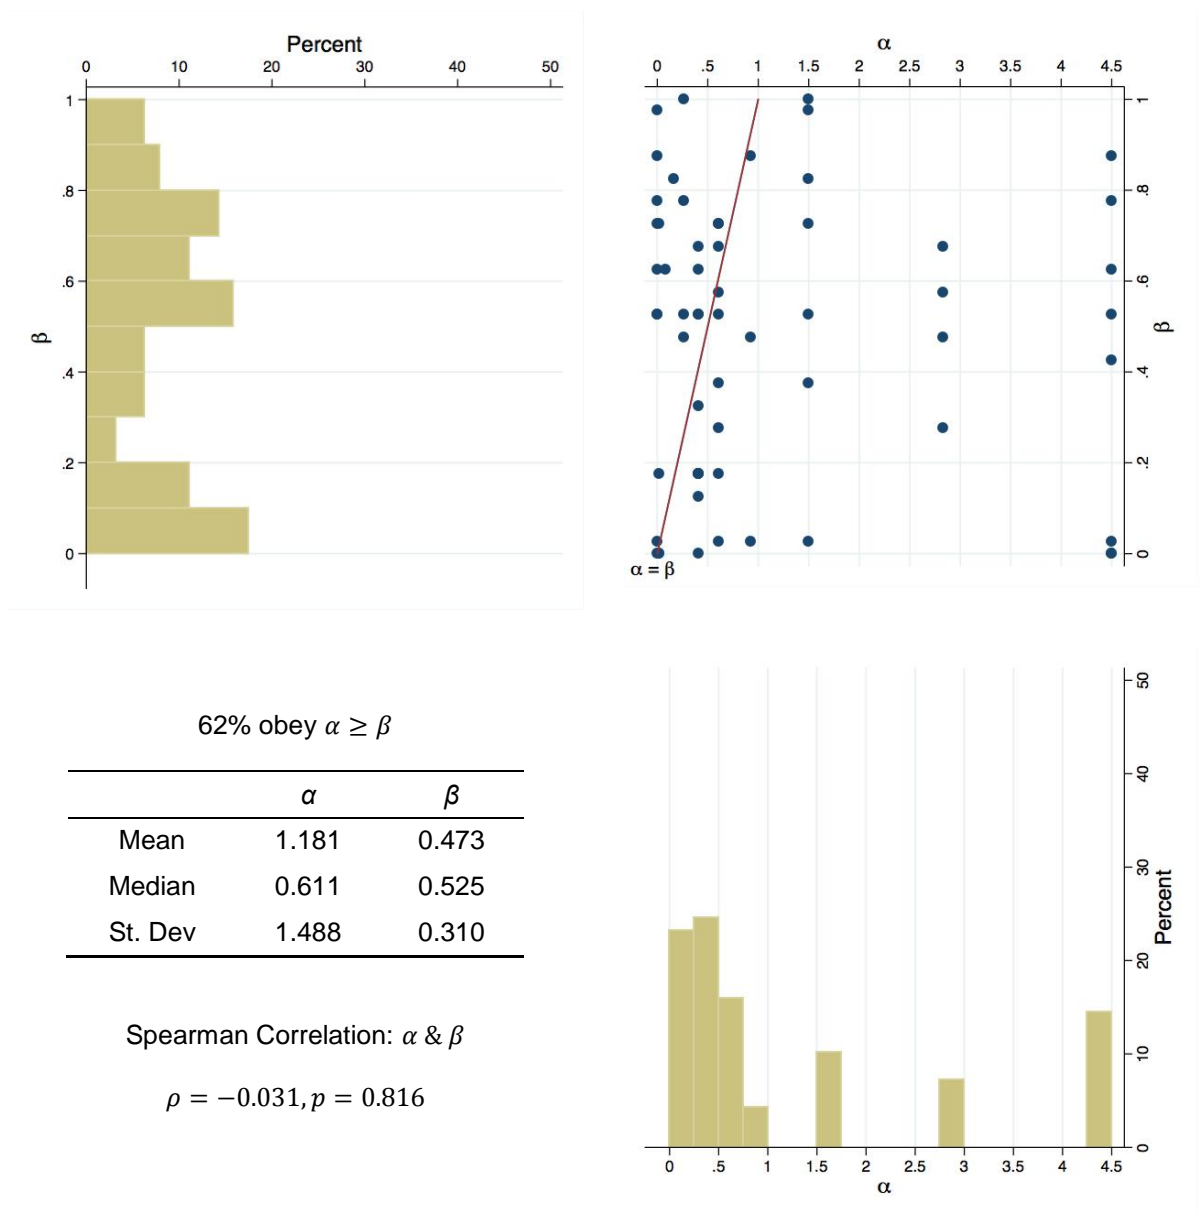 Percent
0 10 20 30 40 50
1
.8
.6
.4
.2
0
β
α
0 .5 1 1.5 2 2.5 3 3.5 4 4.5
1
.8
.6
.4
.2
0
β
α = β
62% obey α ≥ β
α β
Mean 1.181 0.473
Median 0.611 0.525
St. Dev 1.488 0.310
Spearman Correlation: α & β
ρ = −0.031, p = 0.816
50
40
30
20
10
0
Percent
0 .5 1 1.5 2 2.5 3 3.5 4 4.5
α